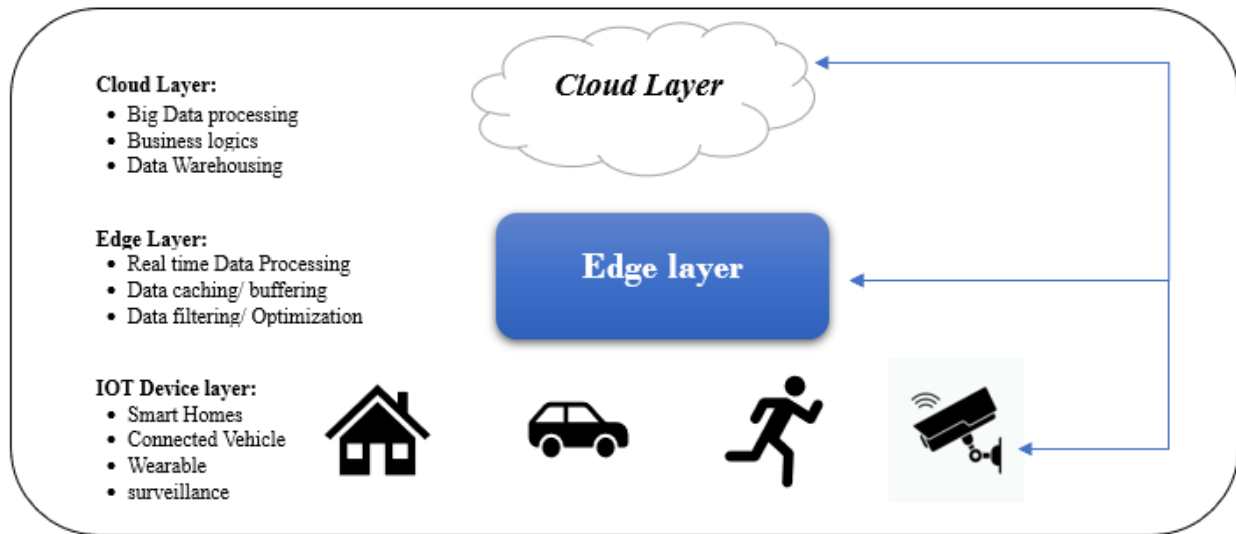 Cloud Layer:
• Big Data processing
• Business logics
• Data Warehousing
Cloud Layer
Edge Layer:
• Real time Data Processing
• Data caching/ buffering
• Data filtering/ Optimization
Edge layer
IOT Device layer:
• Smart Homes
• Connected Vehicle
• Wearable
• surveillance